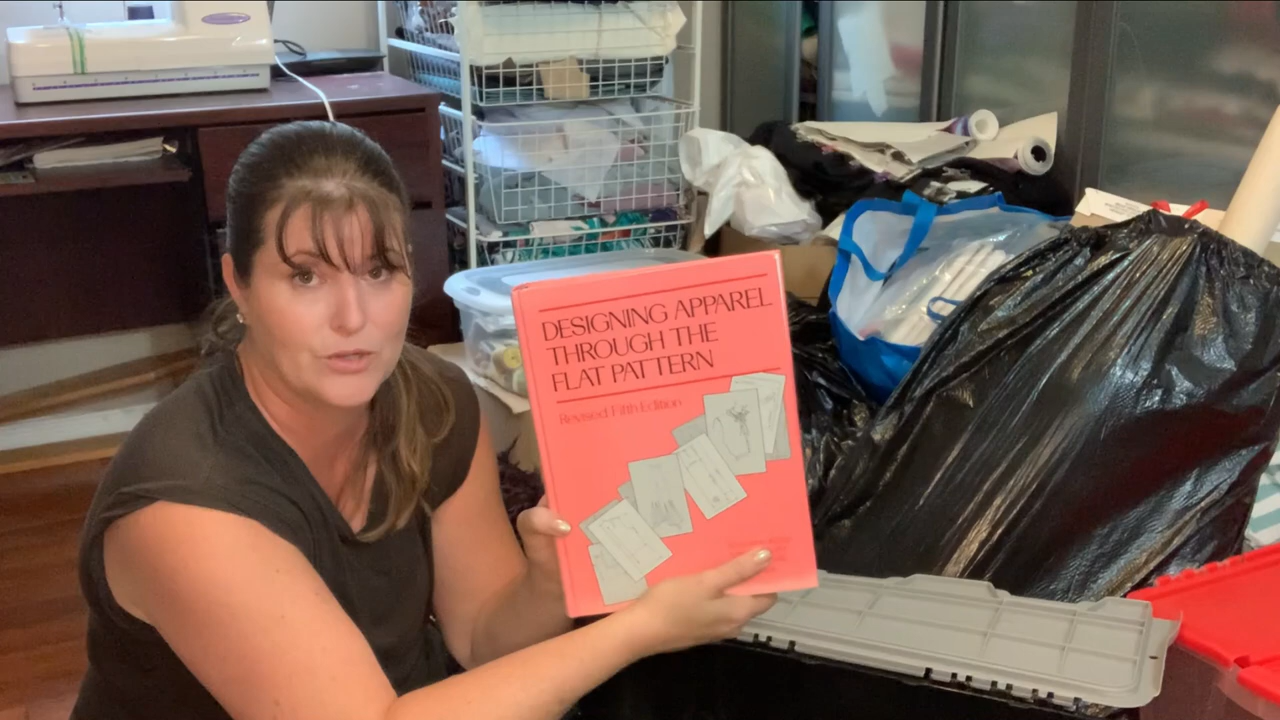 DESIGNING APPAREL
THROUGH THE
FLAT PATTERN
Revised Fifth Edition